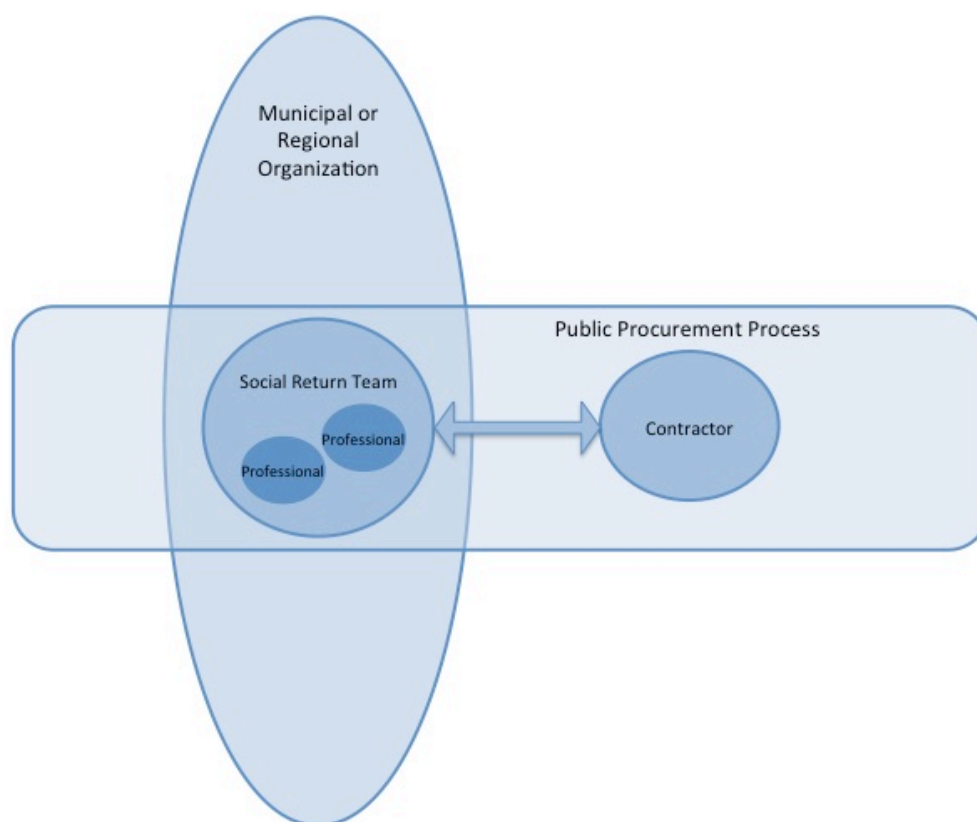 Municipal or
Regional
Organization
Public Procurement Process
Social Return Team
Professional
Professional
Contractor